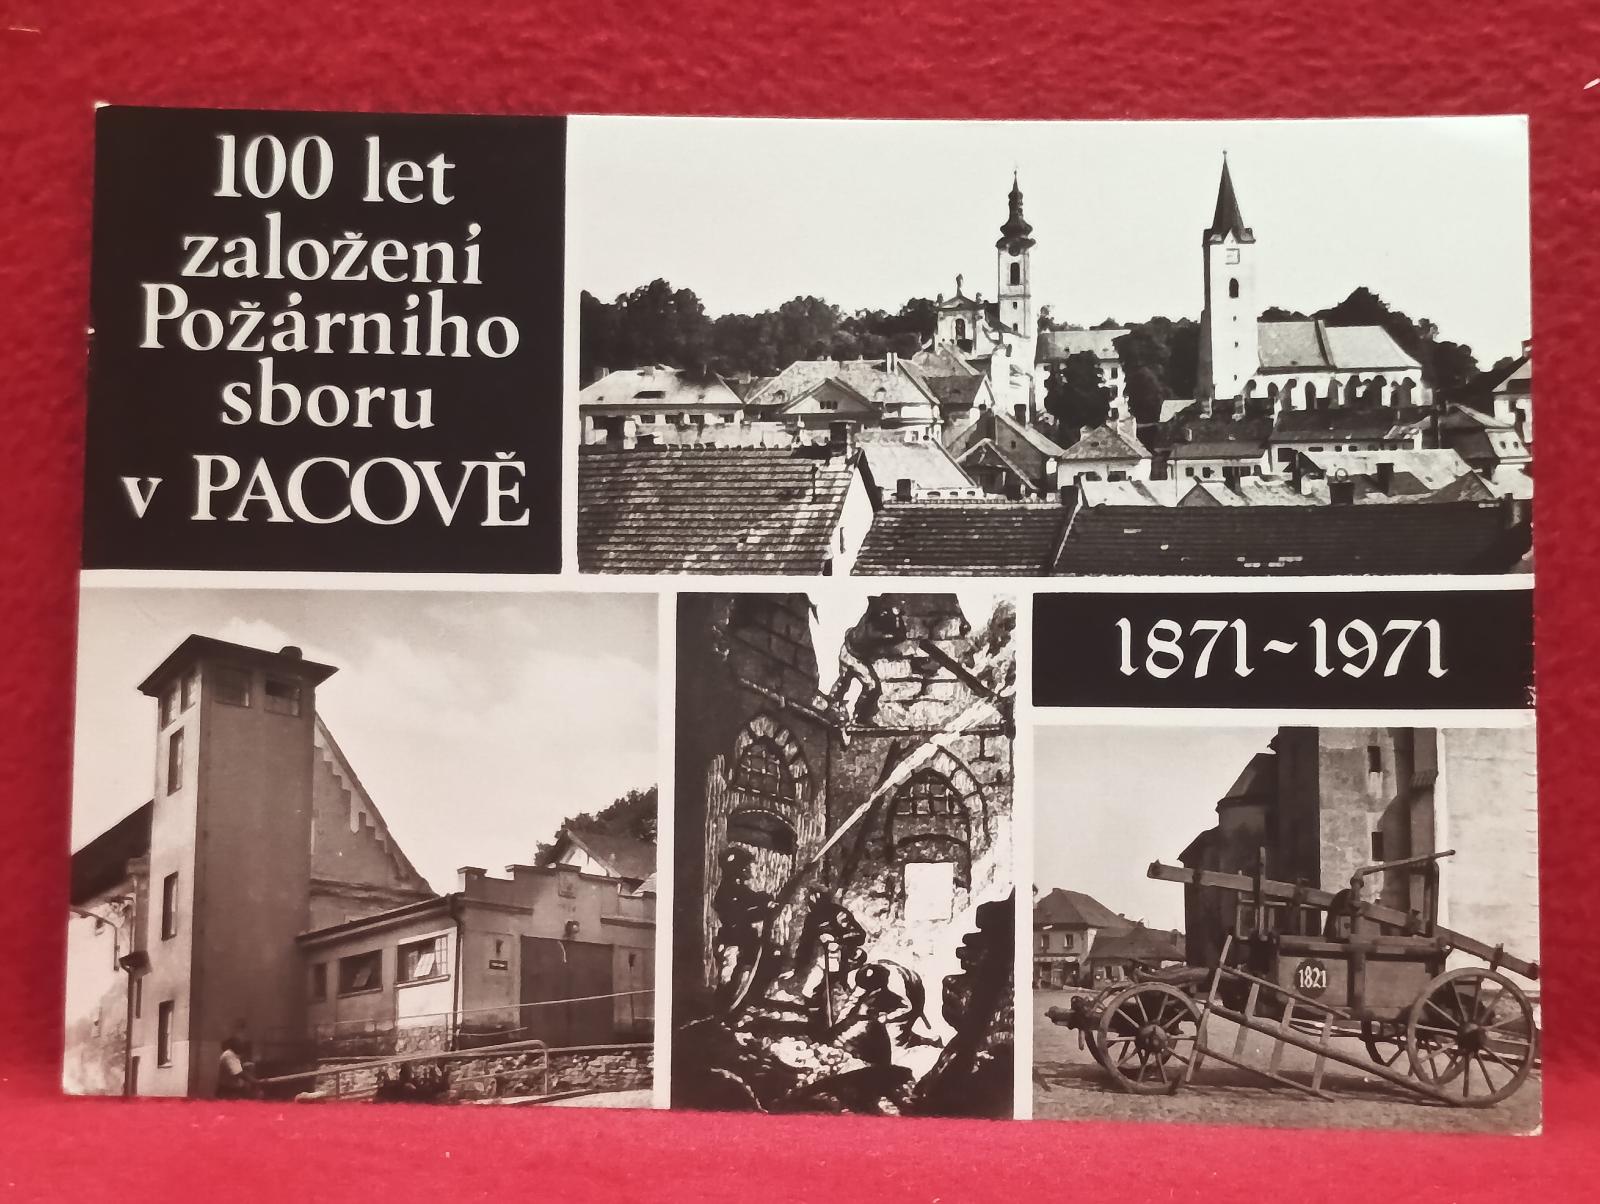 100 let
založení
Požárního
sboru
v PACOVĚ
1871~1971
1821